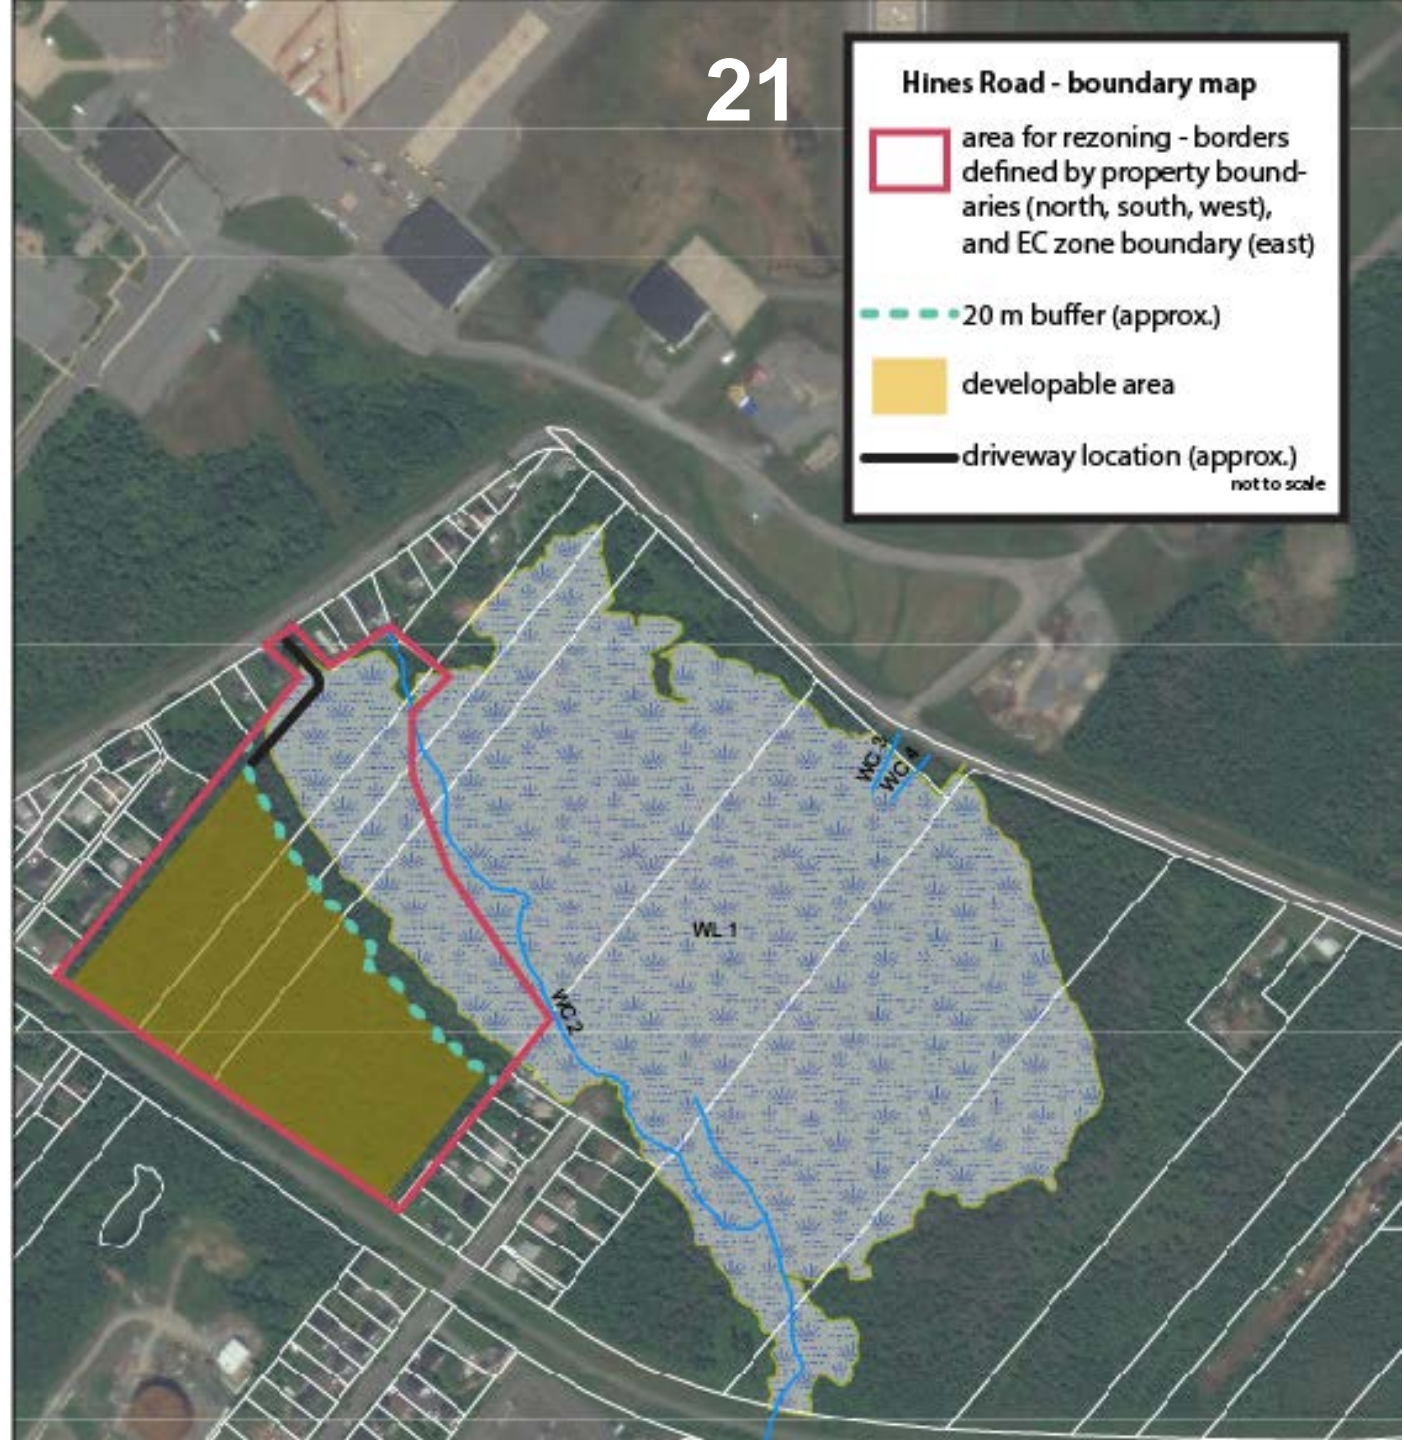 21
Hines Road - boundary map
area for rezoning - borders
defined by property bound-
aries (north, south, west),
and EC zone boundary (east)
20 m buffer (approx.)
developable area
driveway location (approx.)
not to scale
WC 3
WC 4
WL 1
WC 2